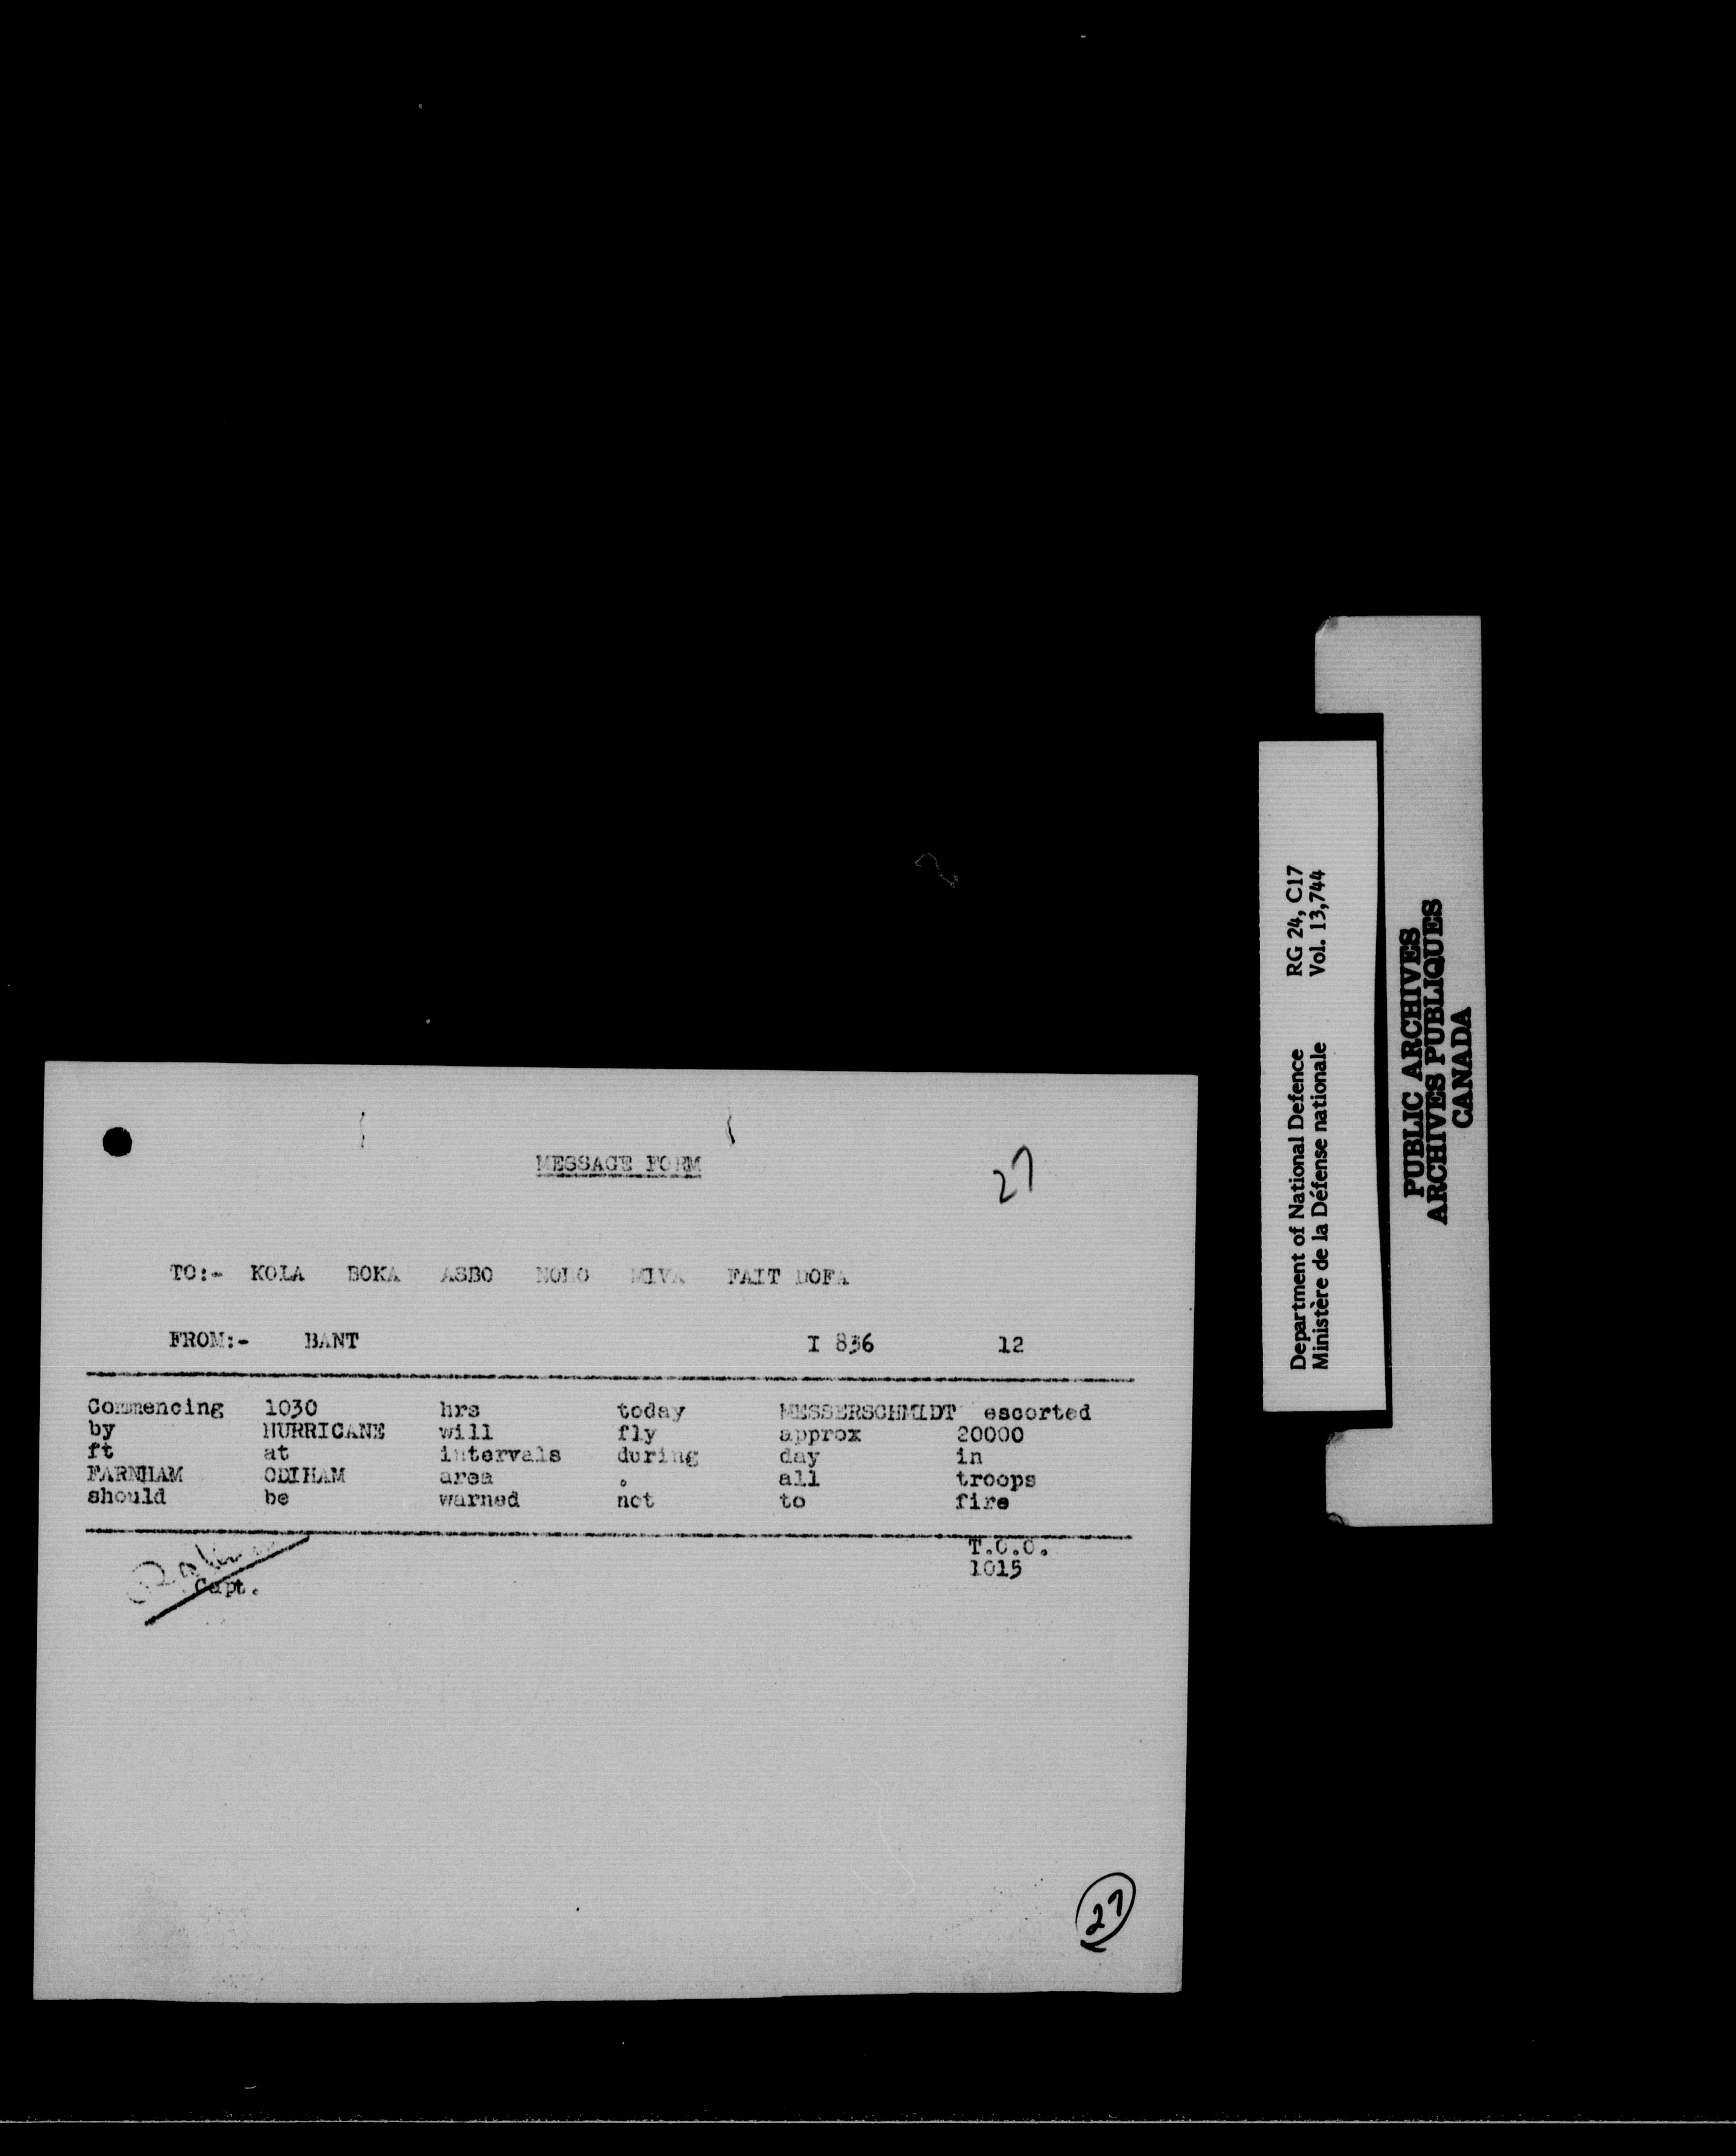 MESSAGE FORM
27
TO:- KOLA BOKA ASBO NOLO MIVA FAIT DOFA
FROM:- BANT I 836 12
Commencing 1030 hrs today MESSERSCHMIDT escorted
by HURRICANE will fly approx 20000
ft at intervals during day in
FARNHAM ODIHAM area . all troops
should be warned not to fire
T.O.O.
1015
Capt.
27
Department of National Defence RG 24, C17
Ministère de la Défense nationale Vol. 13,744
PUBLIC ARCHIVES
ARCHIVES PUBLIQUES
CANADA